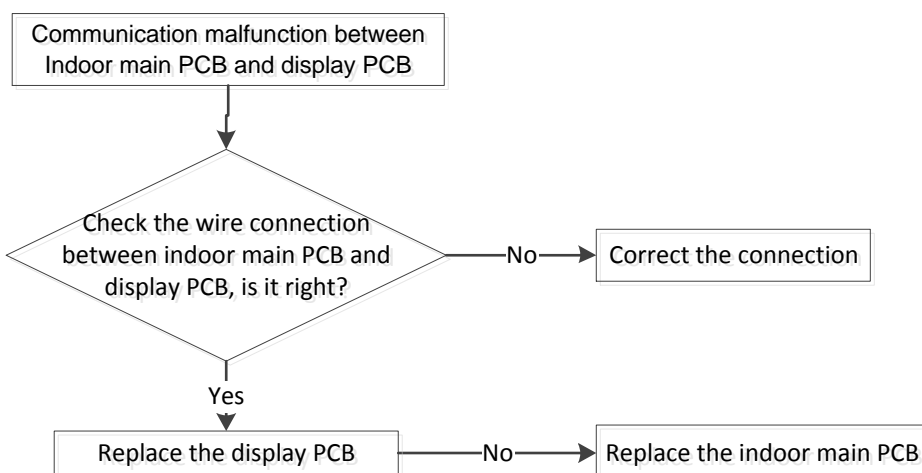 Communication malfunction between
Indoor main PCB and display PCB
Check the wire connection
between indoor main PCB and
display PCB, is it right?
No
Correct the connection
Yes
Replace the display PCB
No
Replace the indoor main PCB